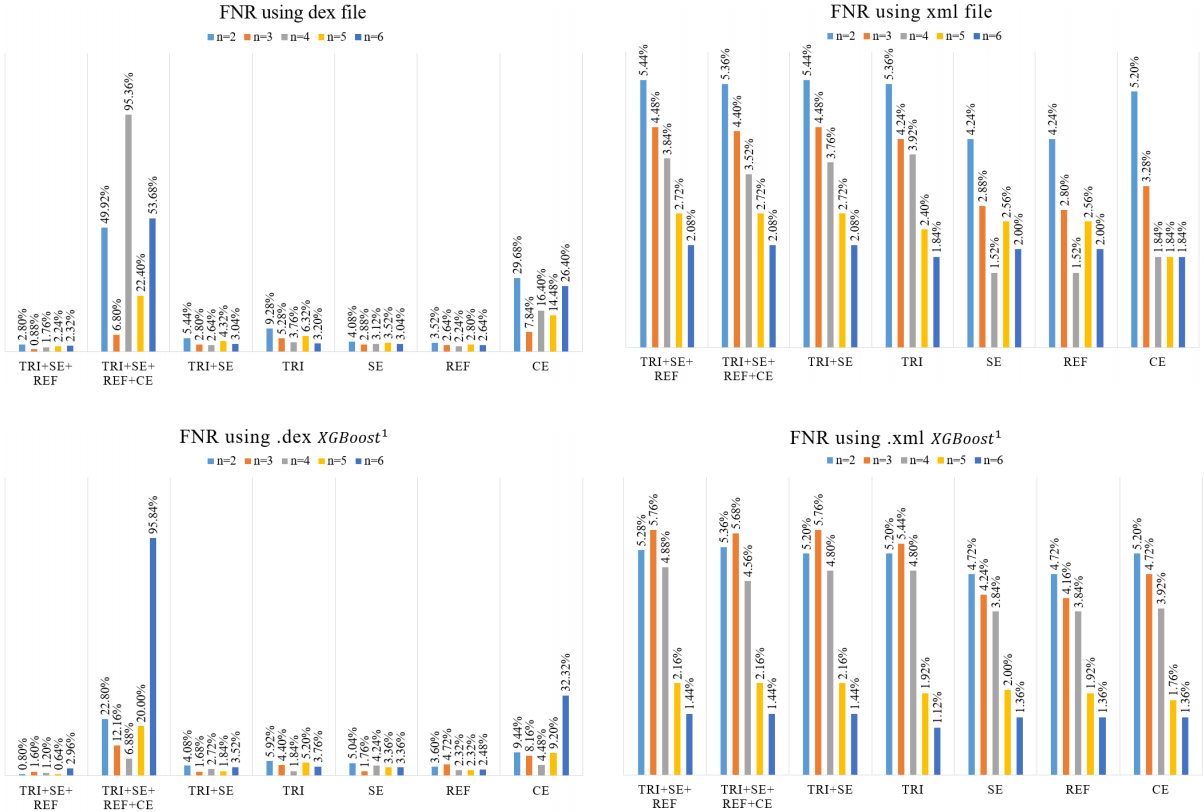 FNR using dex file
n=2 n=3 n=4 n=5 n=6
2.80% 0.88% 1.76% 2.24% 2.32%
49.92% 6.80% 95.36% 22.40% 53.68%
5.44% 2.80% 2.64% 4.32% 3.04%
9.28% 5.28% 3.76% 6.32% 3.20%
4.08% 2.88% 3.12% 3.52% 3.04%
3.52% 2.64% 2.24% 2.80% 2.64%
29.68% 7.84% 16.40% 14.48% 26.40%
TRI+SE+
REF
TRI+SE+
REF+CE
TRI+SE
TRI
SE
REF
CE
FNR using xml file
n=2 n=3 n=4 n=5 n=6
5.44% 4.48% 3.84% 2.72% 2.08%
5.36% 4.40% 3.52% 2.72% 2.08%
5.44% 4.48% 3.76% 2.72% 2.08%
5.36% 4.24% 3.92% 2.40% 1.84%
4.24% 2.88% 1.52% 2.56% 2.00%
4.24% 2.80% 1.52% 2.56% 2.00%
5.20% 3.28% 1.84% 1.84% 1.84%
TRI+SE+
REF
TRI+SE+
REF+CE
TRI+SE
TRI
SE
REF
CE
FNR using .dex XGBoost¹
n=2 n=3 n=4 n=5 n=6
0.80% 1.60% 1.20% 0.64% 2.96%
22.80% 12.16% 6.88% 20.00% 95.84%
4.08% 1.68% 2.72% 1.84% 3.52%
5.92% 4.40% 1.84% 5.20% 3.76%
5.04% 1.76% 4.24% 3.36% 3.36%
3.60% 4.72% 2.32% 2.32% 2.48%
9.44% 8.16% 4.48% 9.20% 32.32%
TRI+SE+
REF
TRI+SE+
REF+CE
TRI+SE
TRI
SE
REF
CE
FNR using .xml XGBoost¹
n=2 n=3 n=4 n=5 n=6
5.28% 5.76% 4.88% 2.16% 1.44%
5.36% 5.68% 4.56% 2.16% 1.44%
5.20% 5.76% 4.80% 2.16% 1.44%
5.20% 5.44% 4.80% 1.92% 1.12%
4.72% 4.24% 3.84% 2.00% 1.36%
4.72% 4.16% 3.84% 1.92% 1.36%
5.20% 4.72% 3.92% 1.76% 1.36%
TRI+SE+
REF
TRI+SE+
REF+CE
TRI+SE
TRI
SE
REF
CE